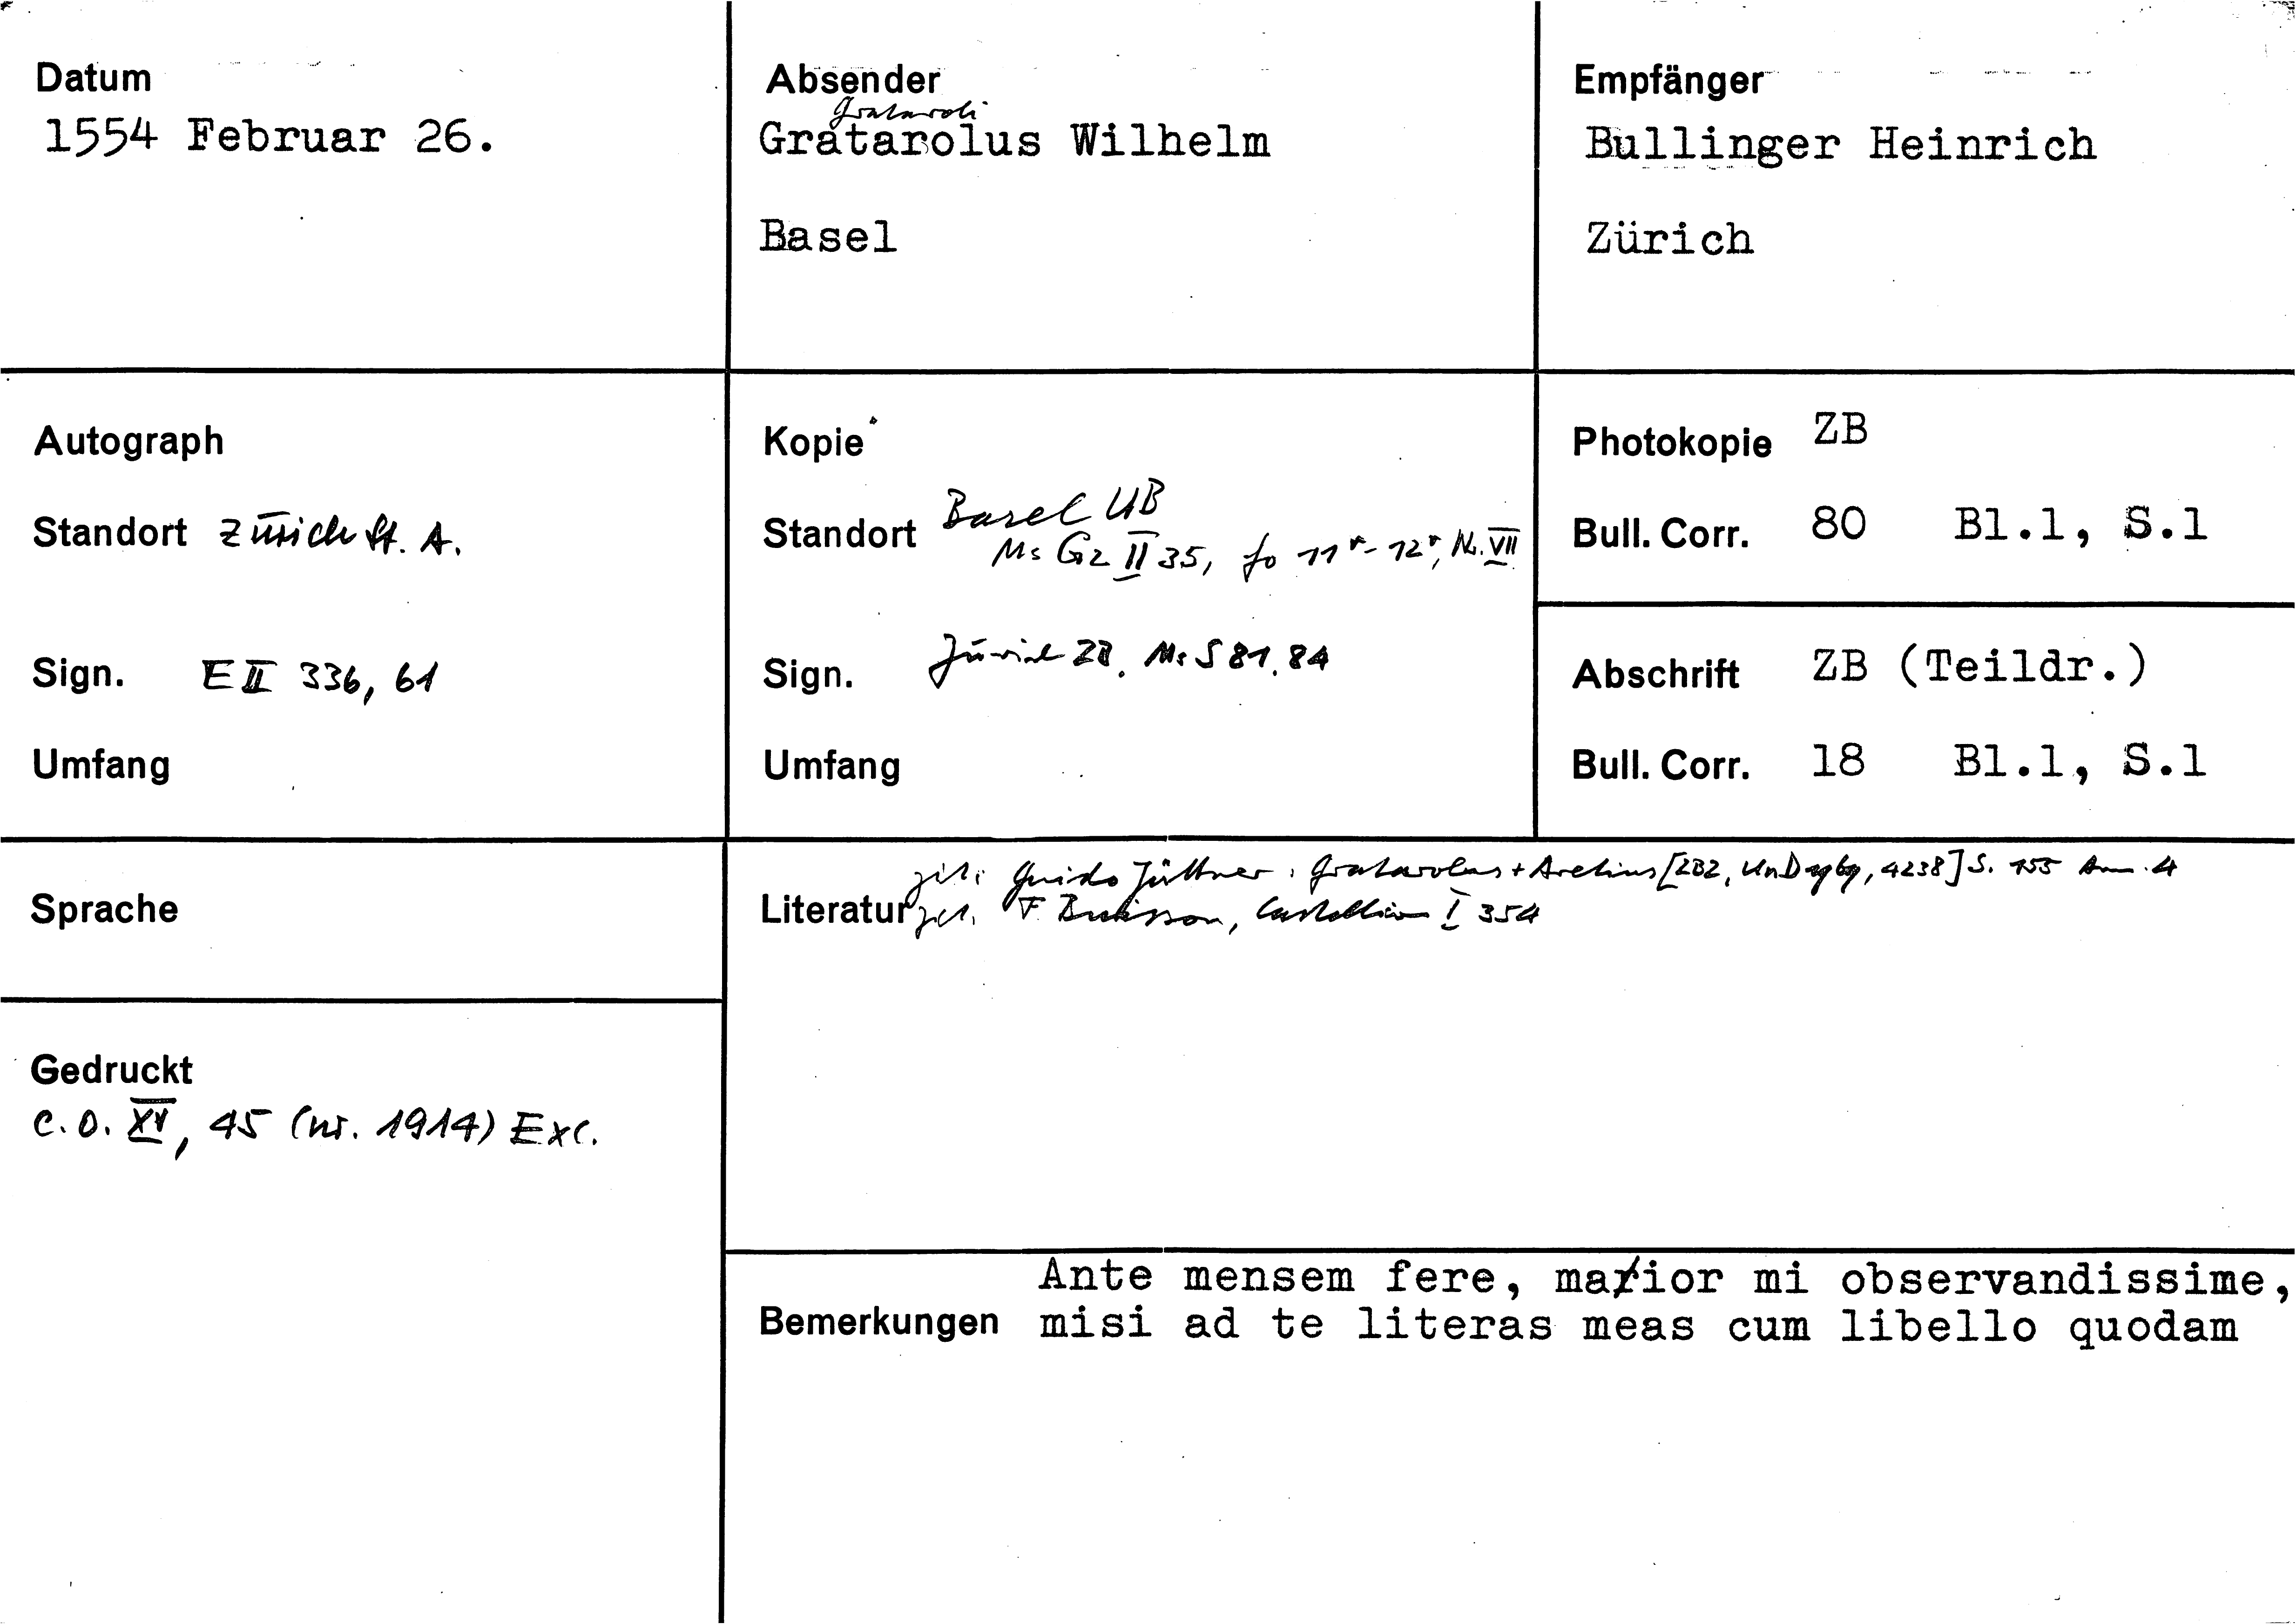 Datum
1554 Februar 26.
Absender
Grataroli
Gratarolus Wilhelm
Basel
Empfänger
Bullinger Heinrich
Zürich
Autograph
Standort Zürich St. A.
Sign. E II 336, 61
Umfang
Kopie
Standort Basel UB
Ms G2 II 35, fo 11r-12r, Nr. VII
Sign. Zürich ZB. Ms S 81.84
Umfang
Photokopie ZB
Bull. Corr. 80 Bl.1, S.1
Abschrift ZB (Teildr.)
Bull. Corr. 18 Bl.1, S.1
Sprache
Gedruckt
C.O. XV, 45 (nr. 1914) Exc.
zit: Guido Jüttner, Gratarolus + Aretius [ZBZ, 4238] S. 155 Anm. 4
Literatur zit. F. Buisson, Castellion I 354
Ante mensem fere, maior mi observandissime,
Bemerkungen misi ad te literas meas cum libello quodam